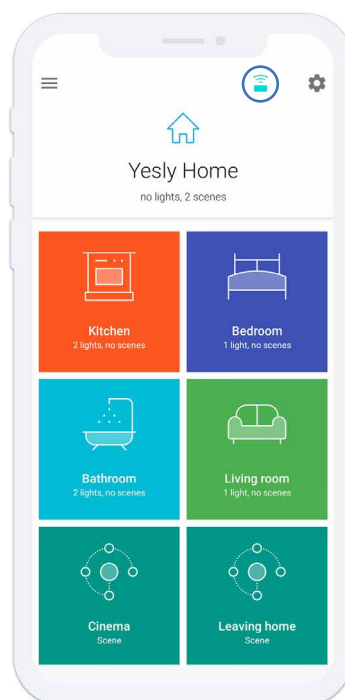 Yesly Home
no lights, 2 scenes
Kitchen
2 lights, no scenes
Bedroom
1 light, no scenes
Bathroom
2 lights, no scenes
Living room
1 light, no scenes
Cinema
Scene
Leaving home
Scene